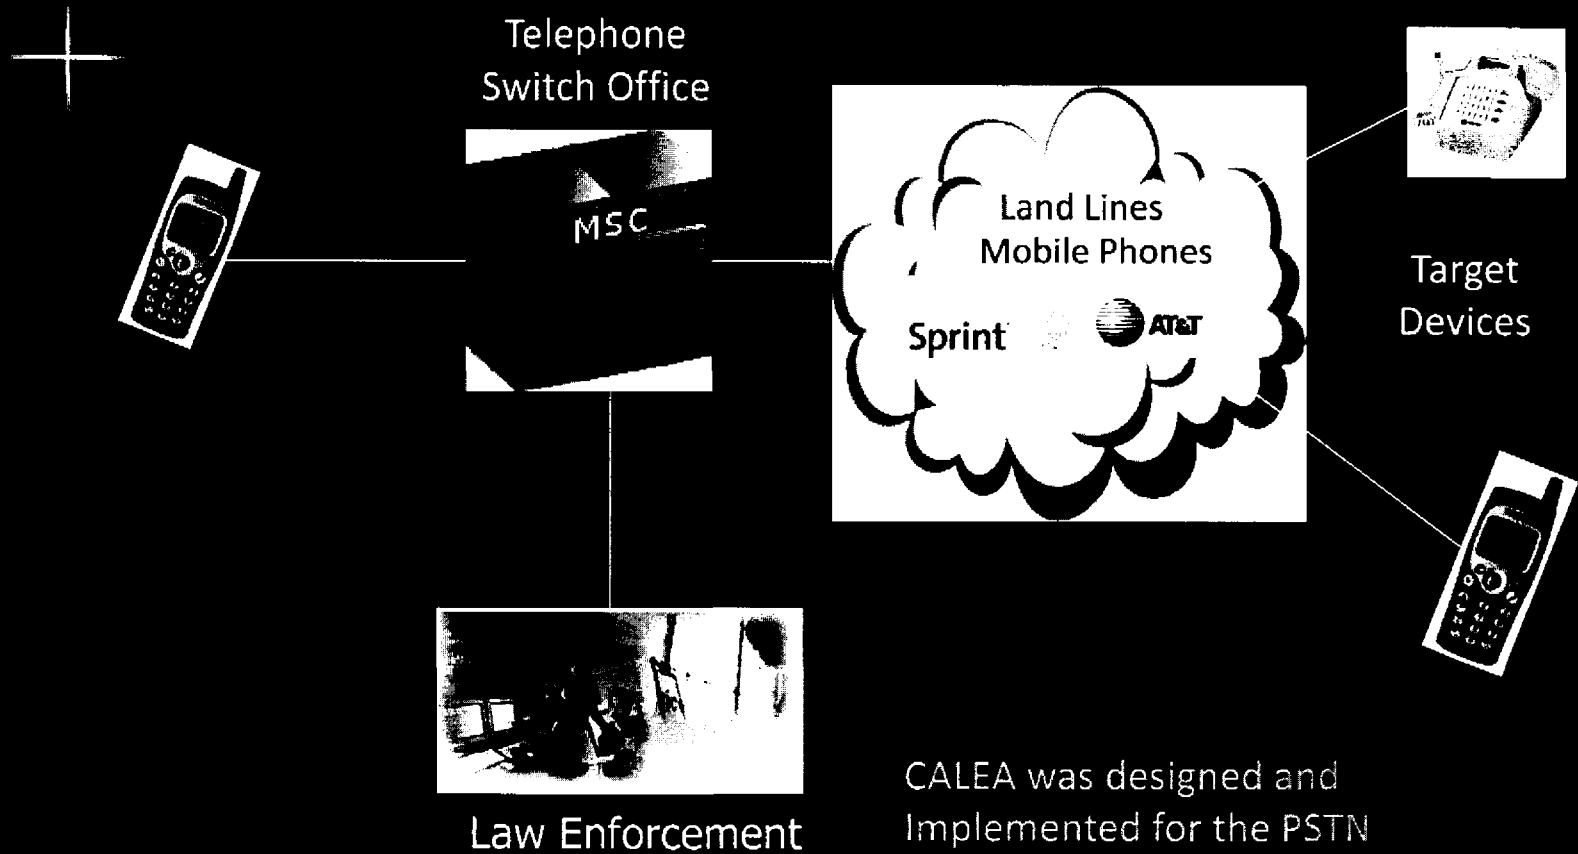 Telephone
Switch Office
MSC
Land Lines
Mobile Phones
Sprint
AT&T
Target
Devices
Law Enforcement
CALEA was designed and
Implemented for the PSTN